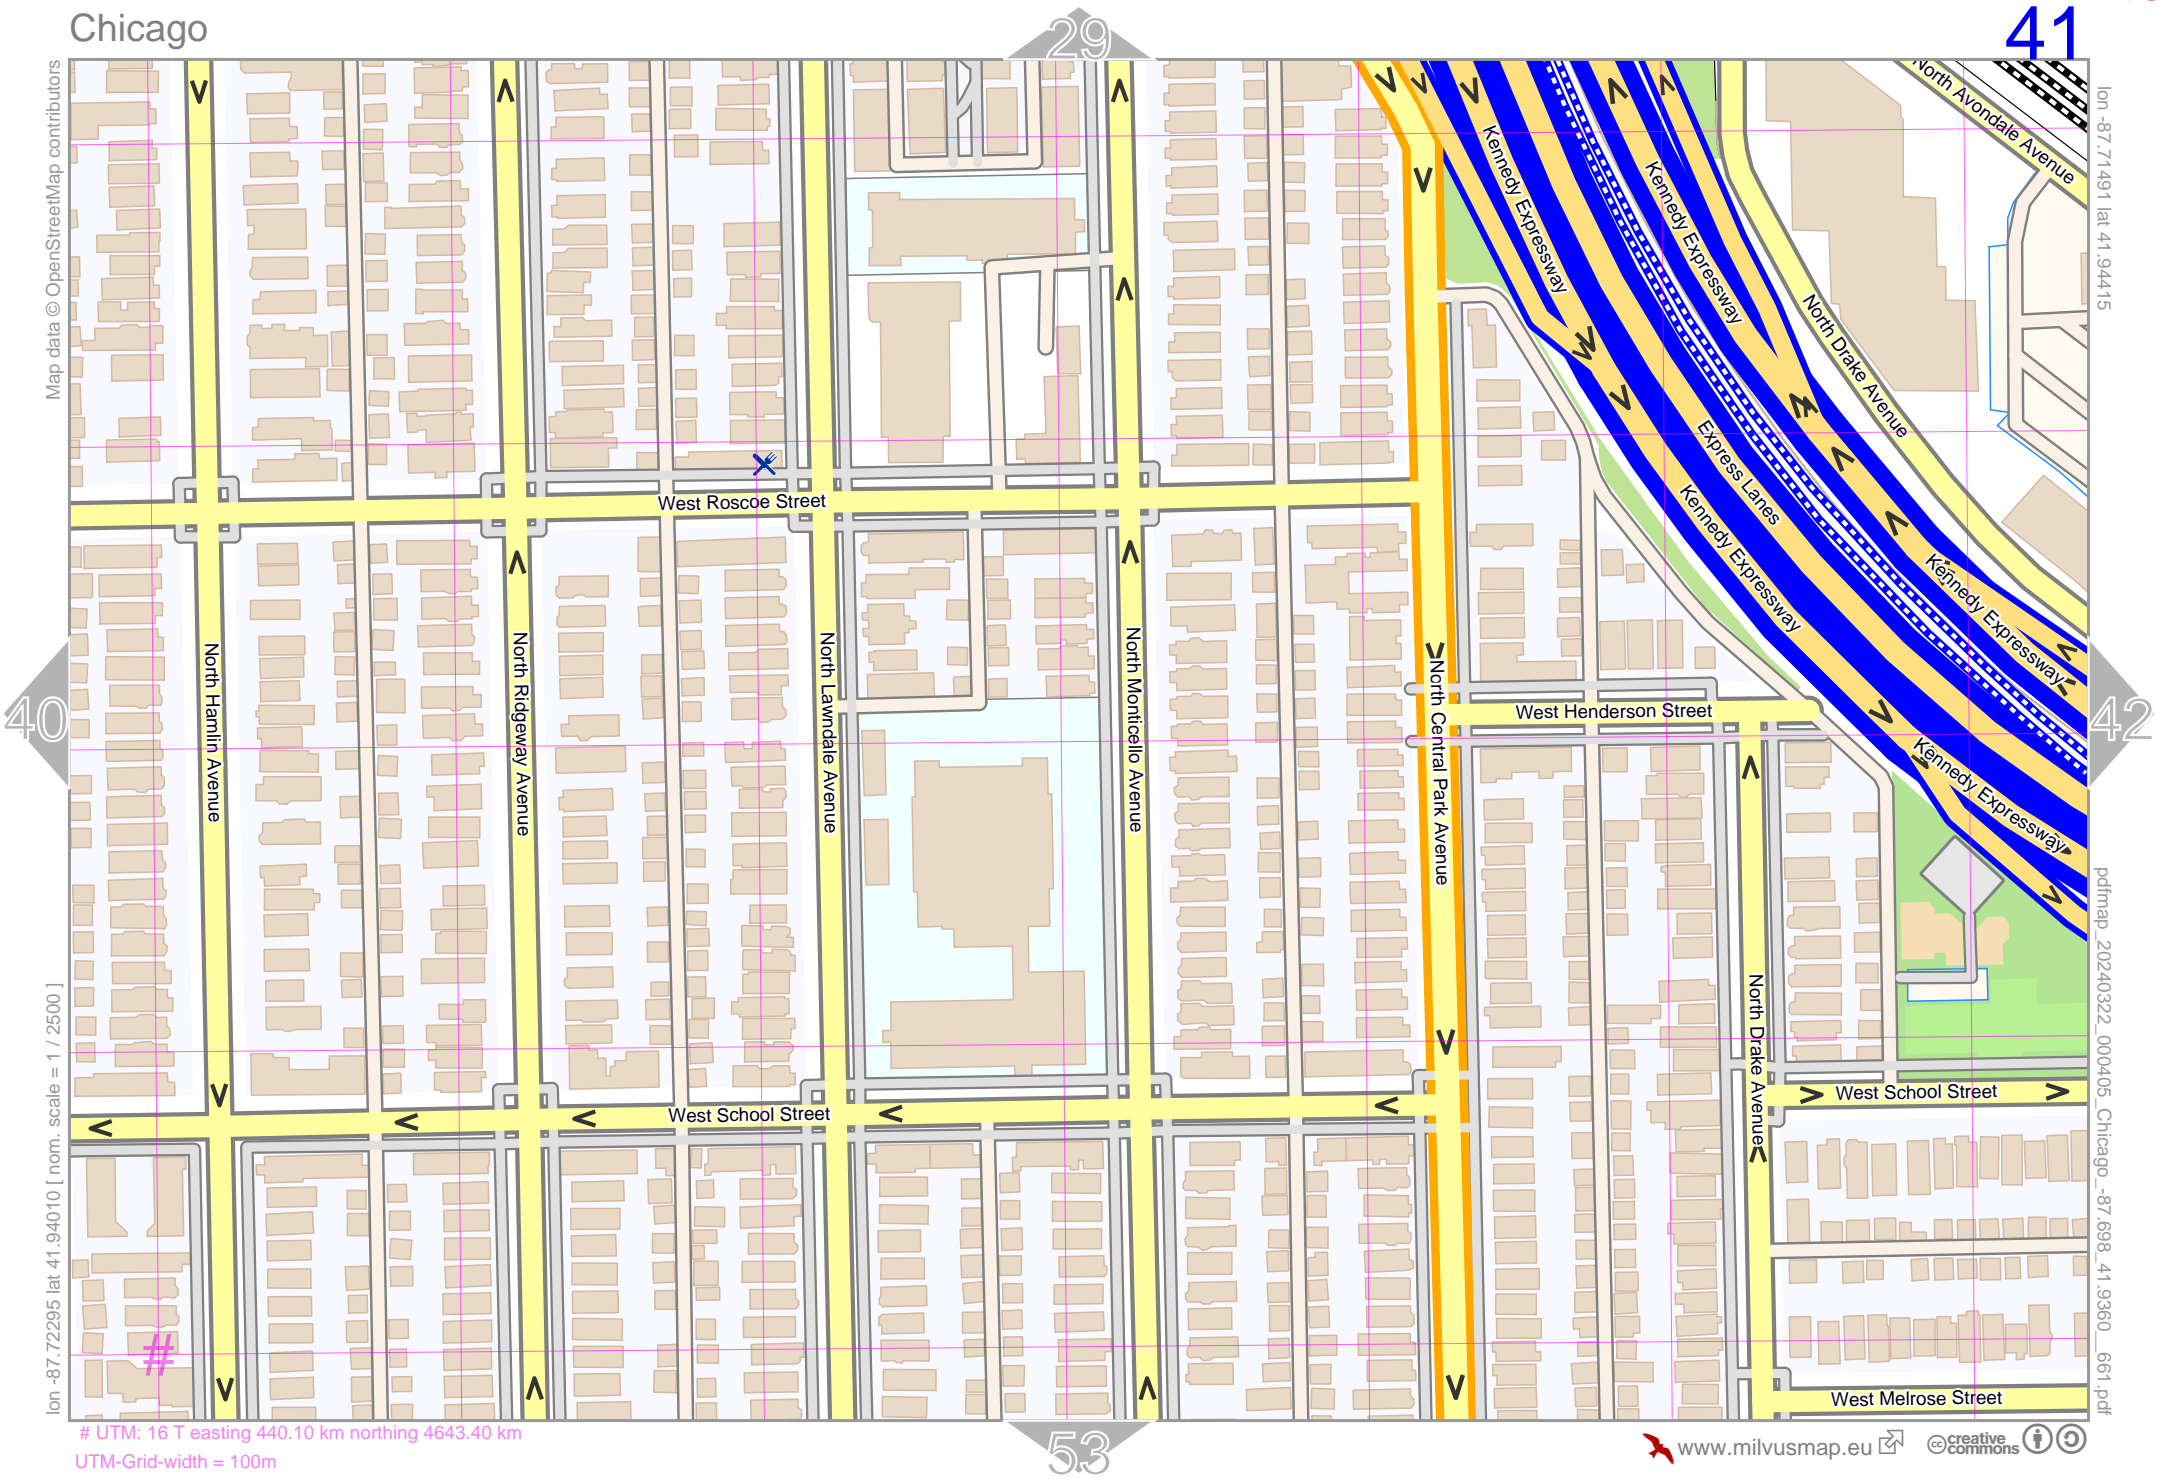 Chicago
29
41
Map data © OpenStreetMap contributors
lon -87.71491 lat 41.94415
North Avondale Avenue
Kennedy Expressway
Kennedy Expressway
North Drake Avenue
Express Lanes
Kennedy Expressway
Kennedy Expressway
Kennedy Expressway
West Roscoe Street
North Hamlin Avenue
North Ridgeway Avenue
North Lawndale Avenue
North Monticello Avenue
North Central Park Avenue
West Henderson Street
40
42
North Drake Avenue
West School Street
West School Street
West Melrose Street
lon -87.72295 lat 41.94010 [ nom. scale = 1 / 2500 ]
pdfmap_20240322_000405_Chicago_-87.698_41.9360__661.pdf
#
# UTM: 16 T easting 440.10 km northing 4643.40 km
UTM-Grid-width = 100m
53
www.milvusmap.eu
cc creative commons